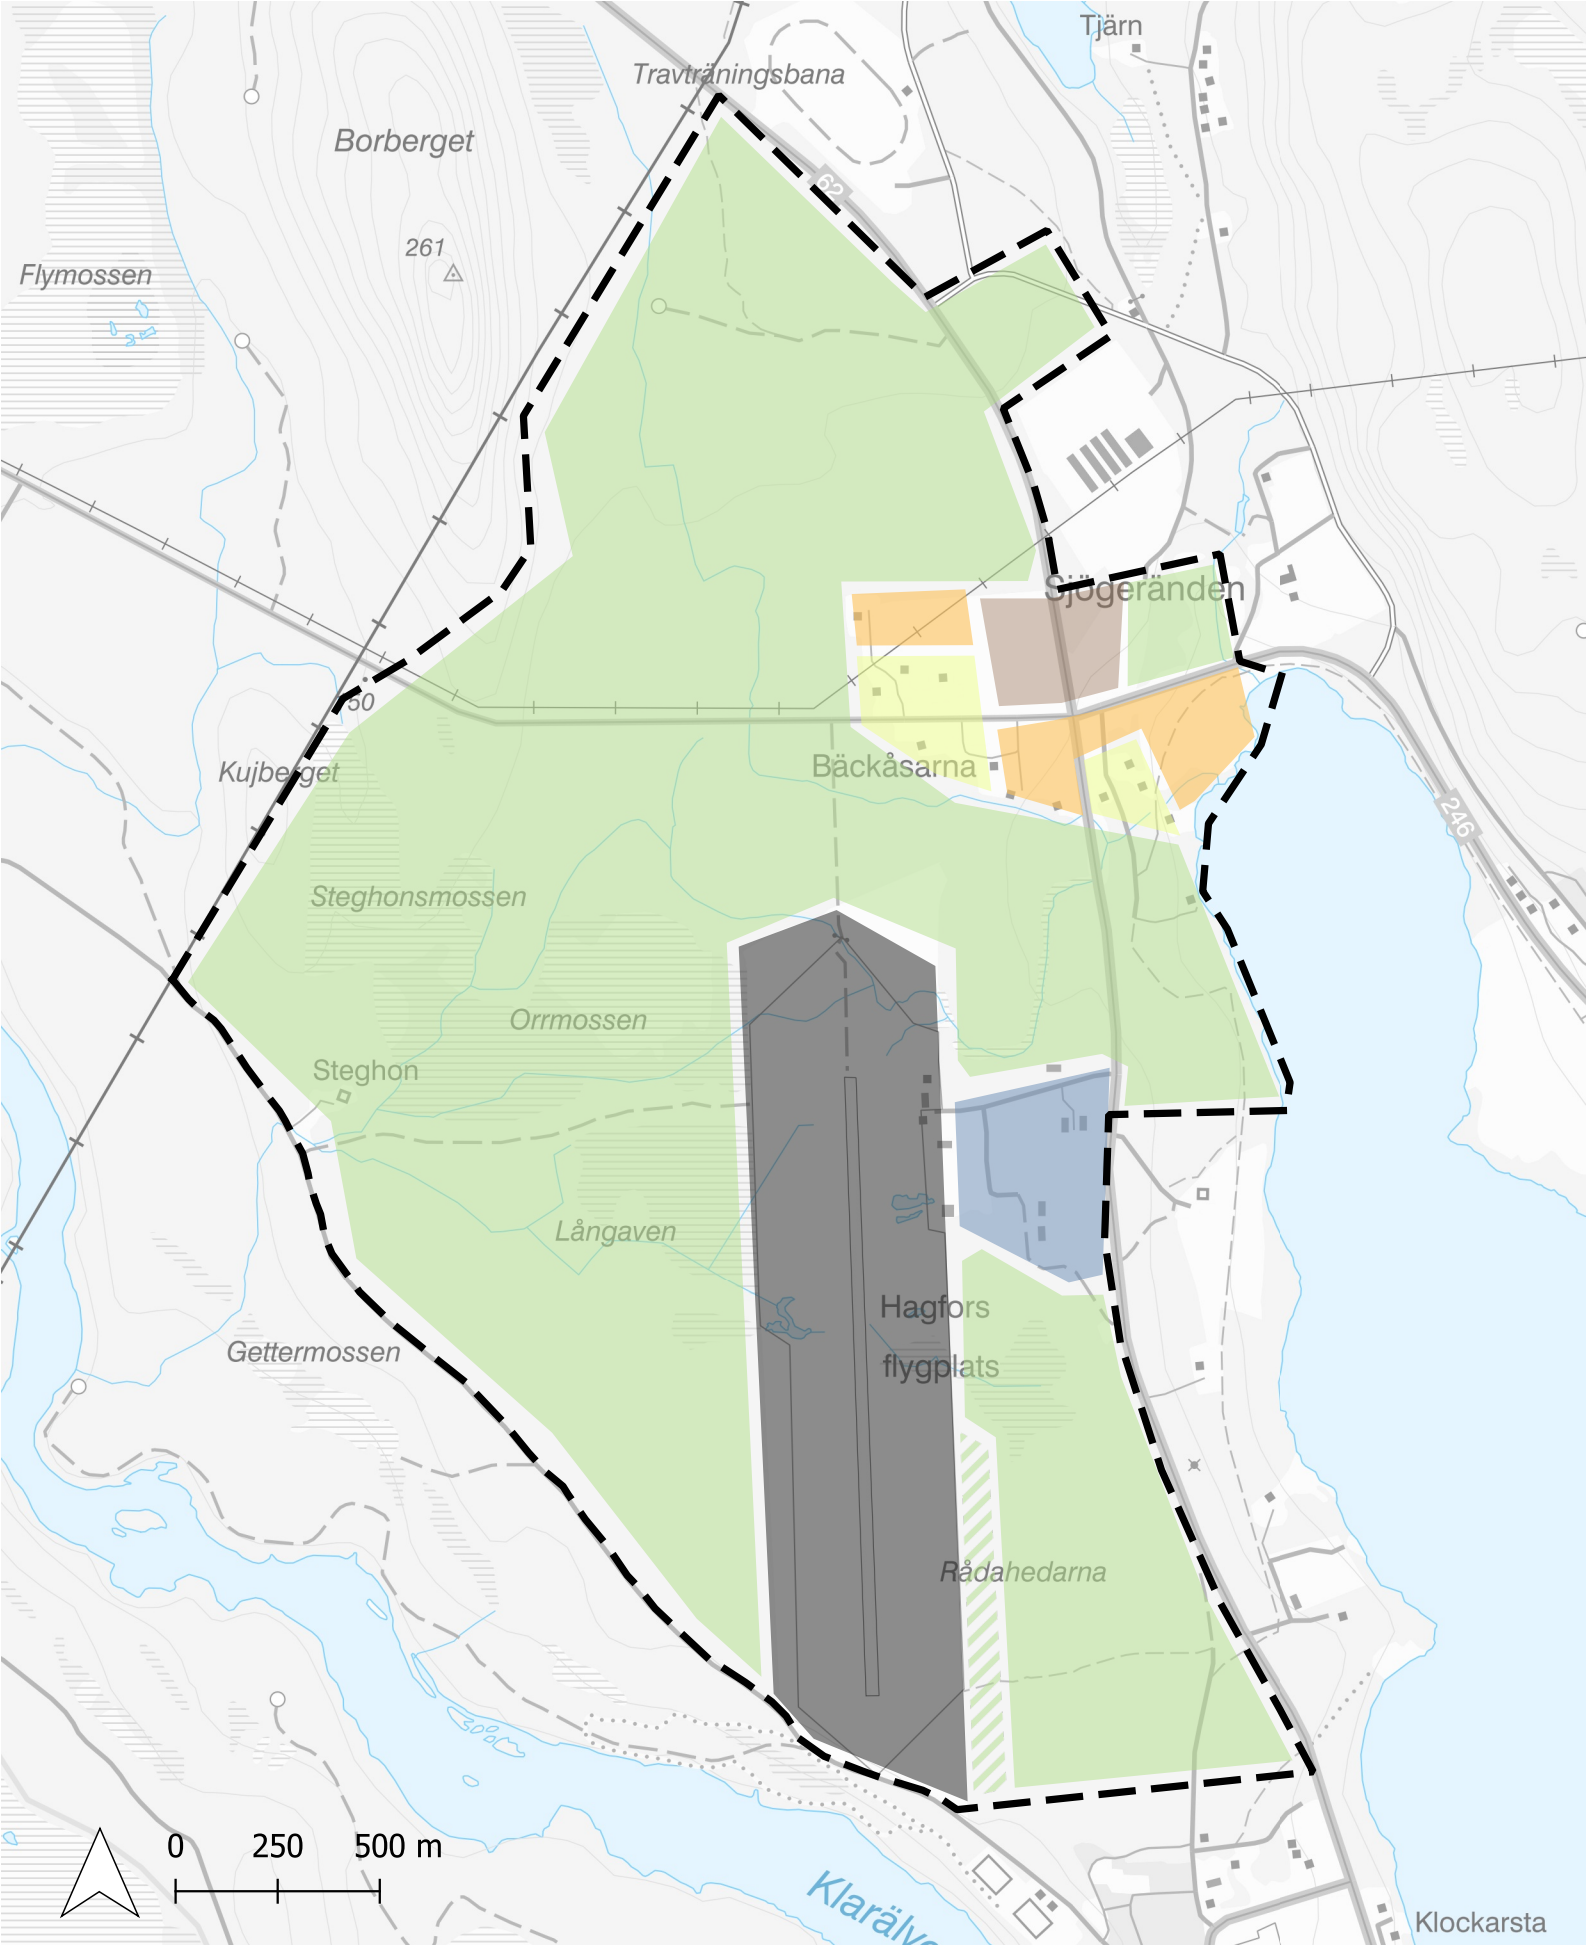 Tjärn
Travträningsbana
Borberget
62
261
Flymossen
Sjögeränden
50
Kujberget
Bäckåsarna
246
Steghonsmossen
Orrmossen
Steghon
Långaven
Hagfors
flygplats
Gettermossen
Rådahedarna
0 250 500 m
Klarälve
Klockarsta